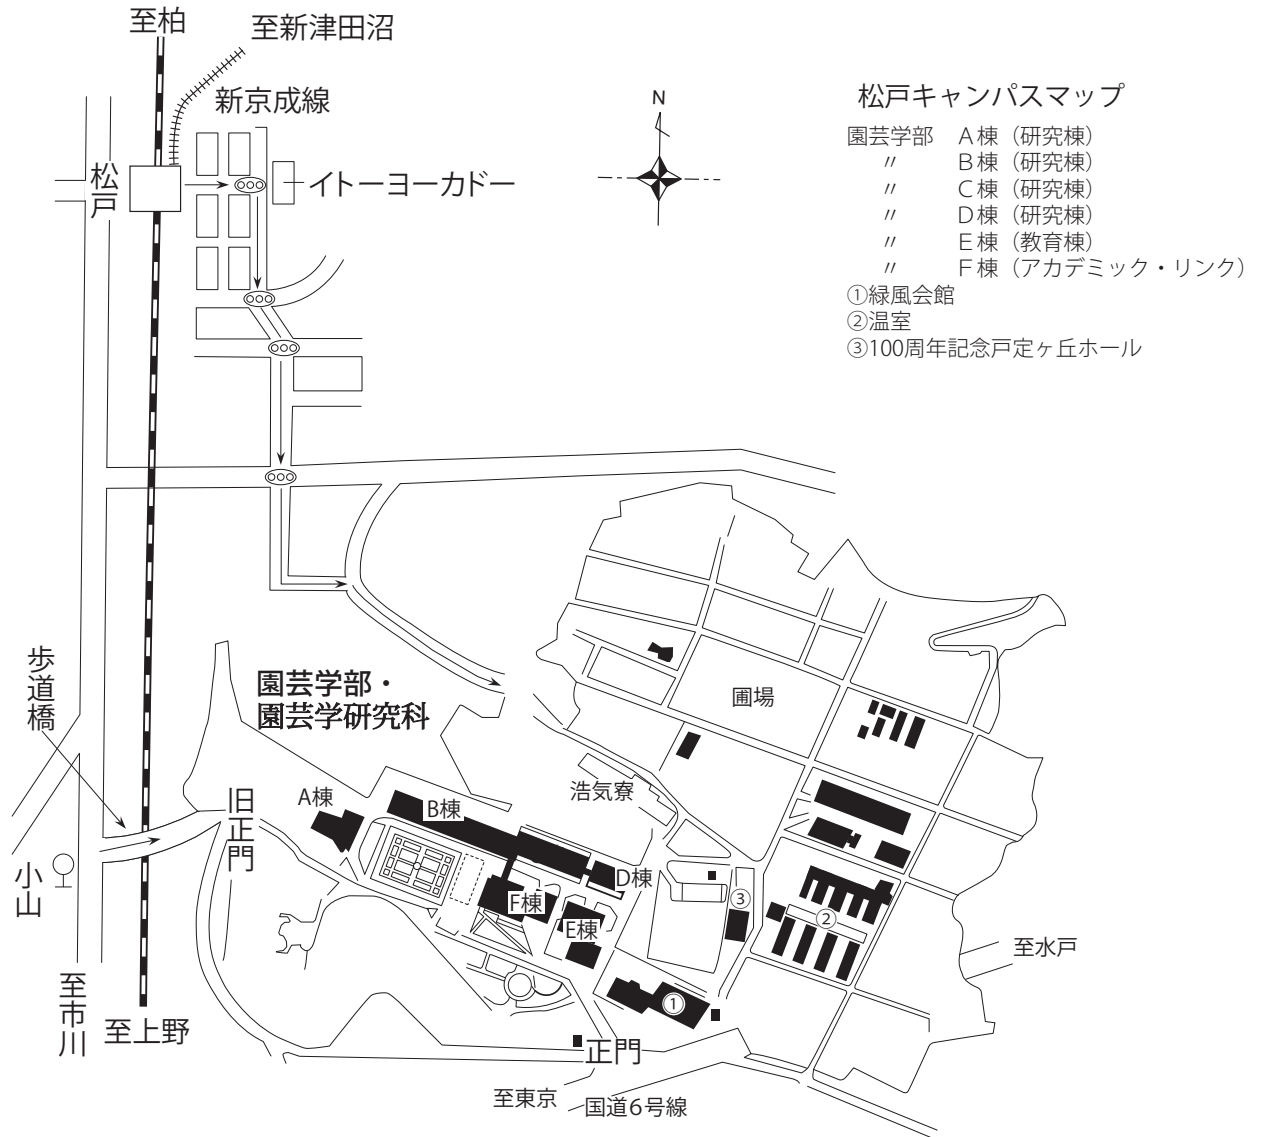 至柏
至新津田沼
新京成線
松戸
イトーヨーカドー
N
松戸キャンパスマップ
園芸学部 A棟（研究棟）
〃 B棟（研究棟）
〃 C棟（研究棟）
〃 D棟（研究棟）
〃 E棟（教育棟）
〃 F棟（アカデミック・リンク）
①緑風会館
②温室
③100周年記念戸定ヶ丘ホール
歩道橋
園芸学部・
園芸学研究科
圃場
浩気寮
A棟
B棟
旧正門
小山
D棟
F棟
E棟
③
②
①
至水戸
至市川
至上野
正門
至東京
国道6号線